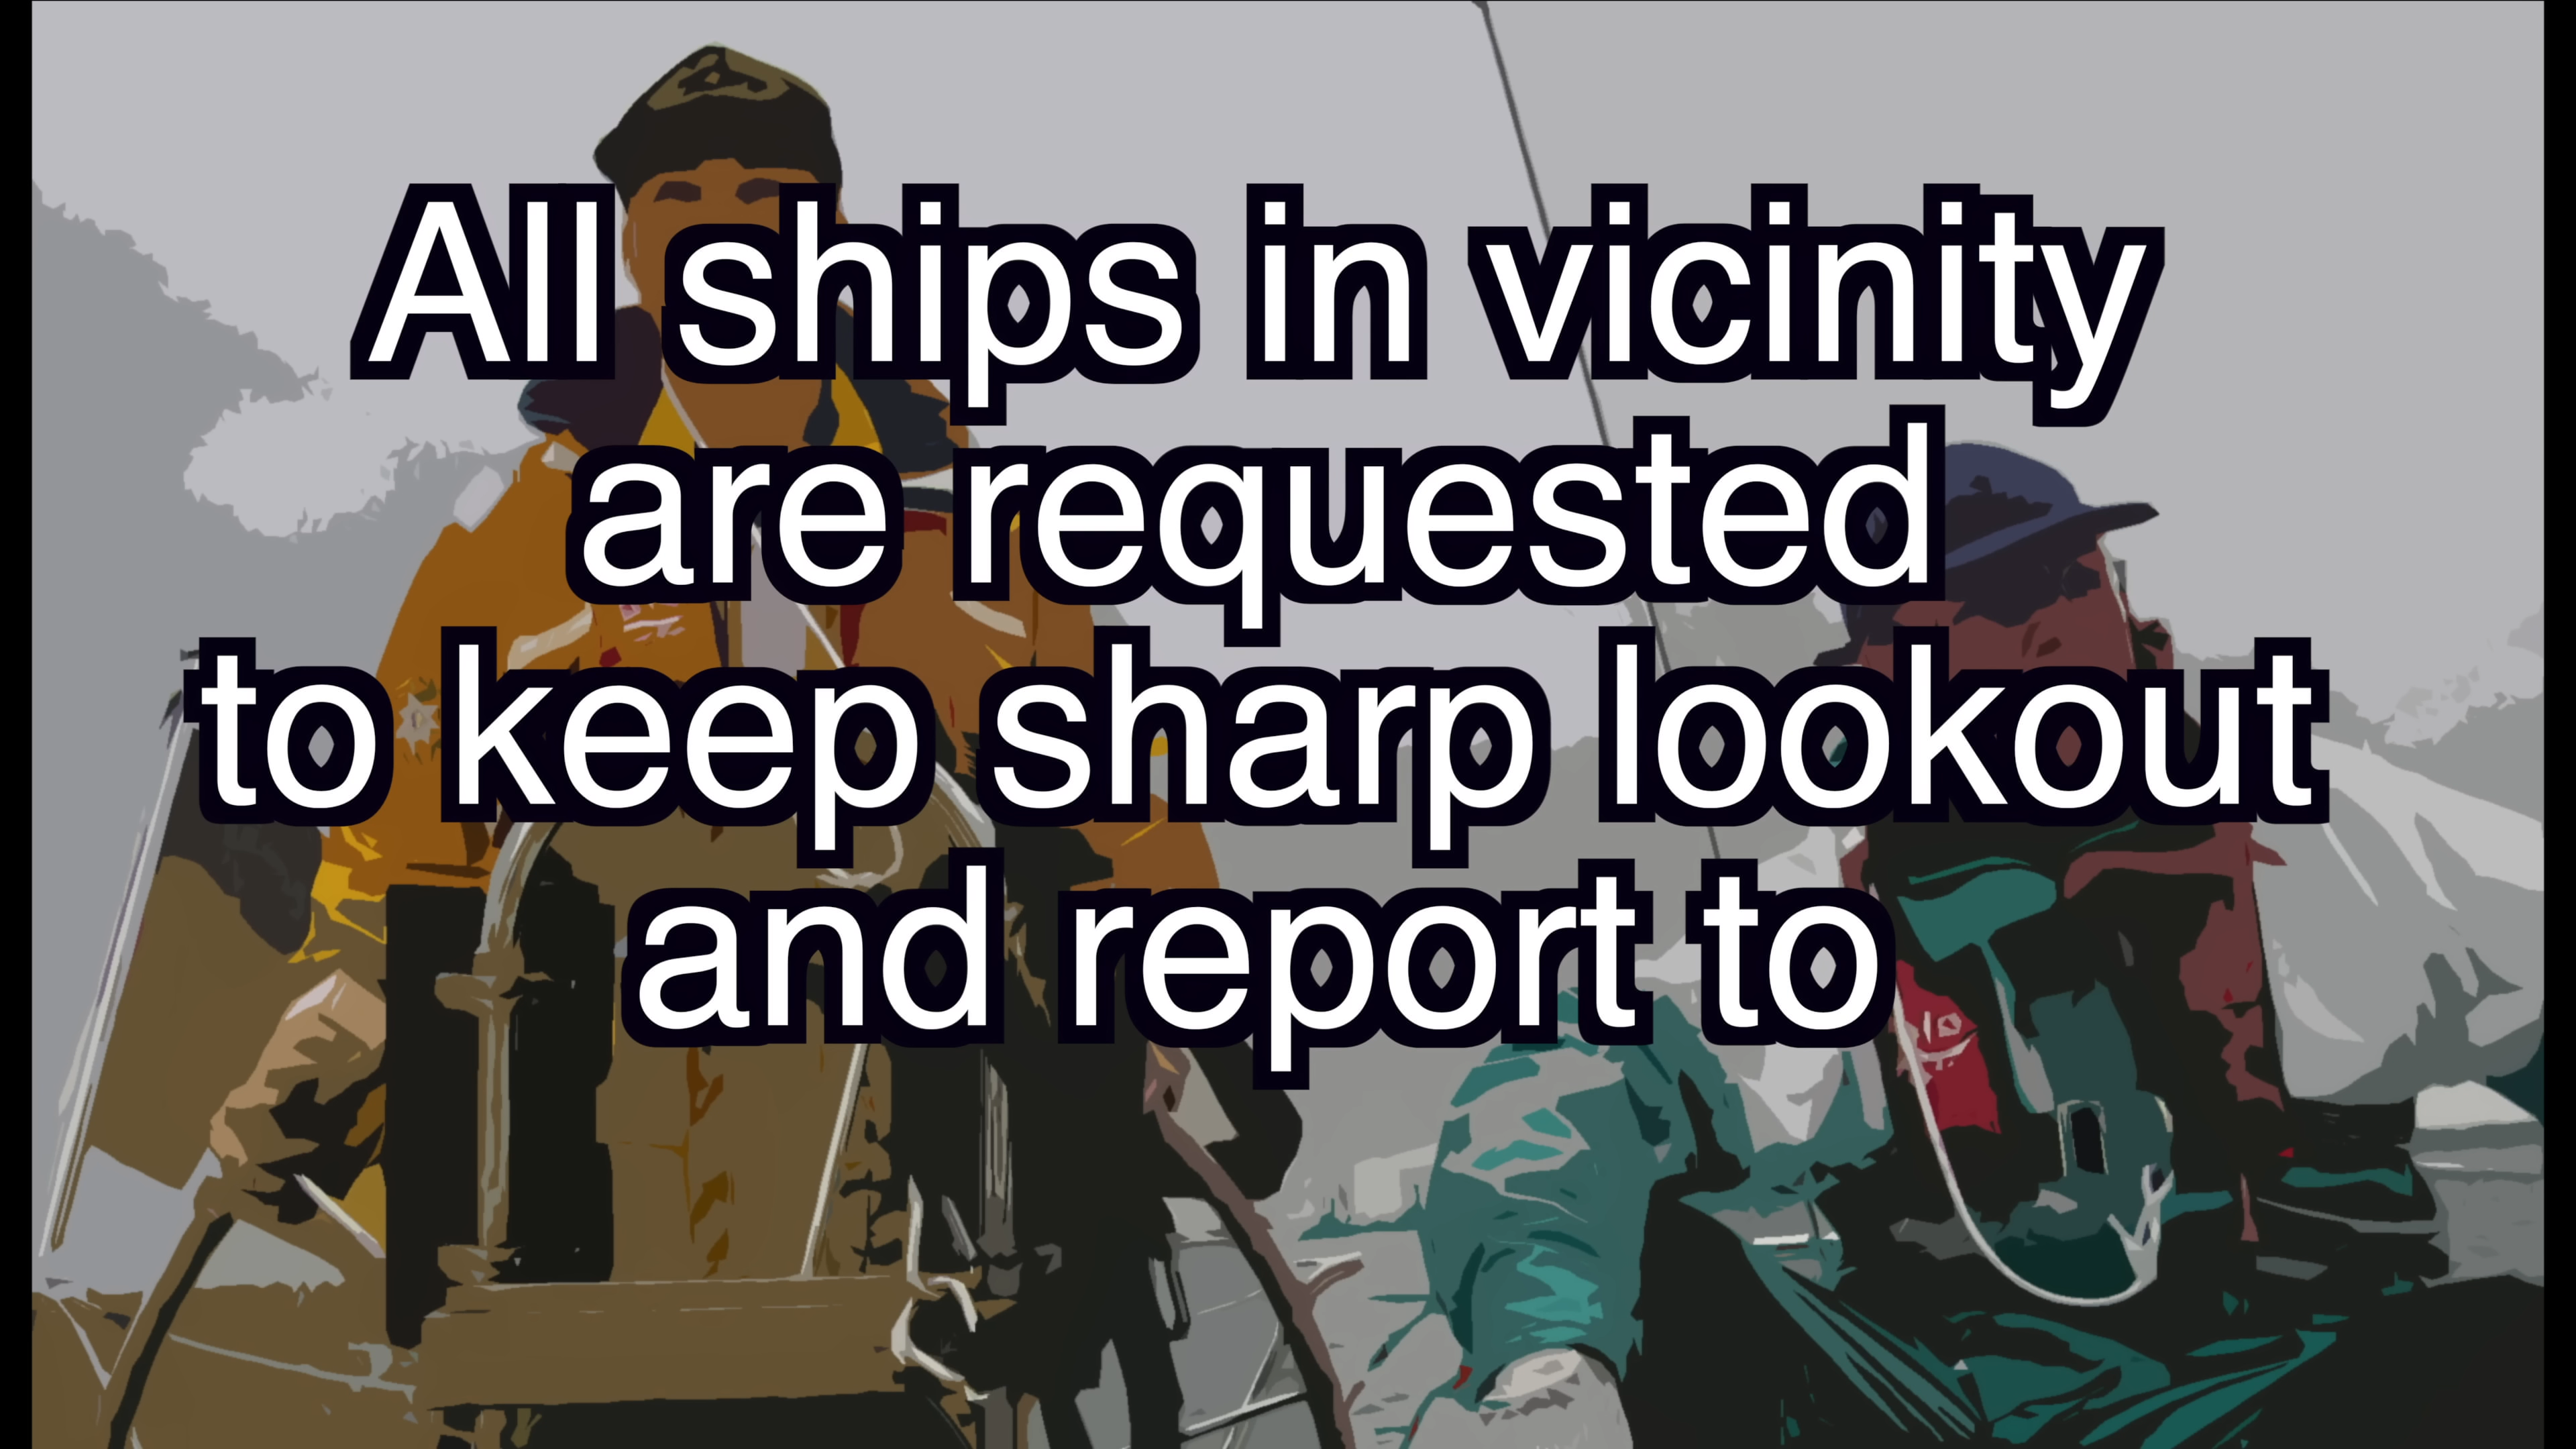 All ships in vicinity
are requested
to keep sharp lookout
and report to